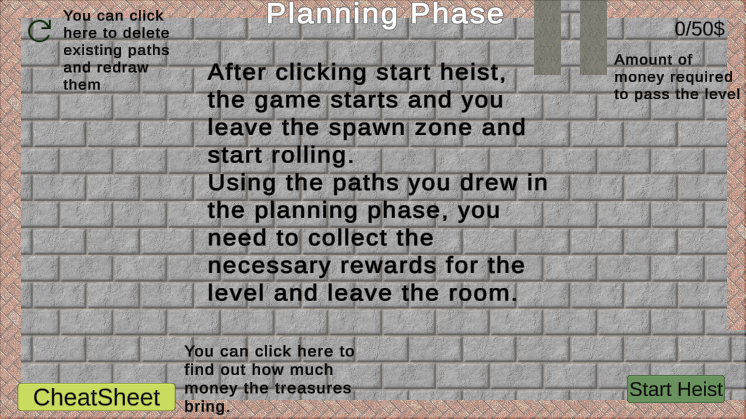 Planning Phase
You can click
here to delete
existing paths
and redraw
them
0/50$
Amount of
money required
to pass the level
After clicking start heist,
the game starts and you
leave the spawn zone and
start rolling.
Using the paths you drew in
the planning phase, you
need to collect the
necessary rewards for the
level and leave the room.
You can click here to
find out how much
money the treasures
bring.
CheatSheet
Start Heist